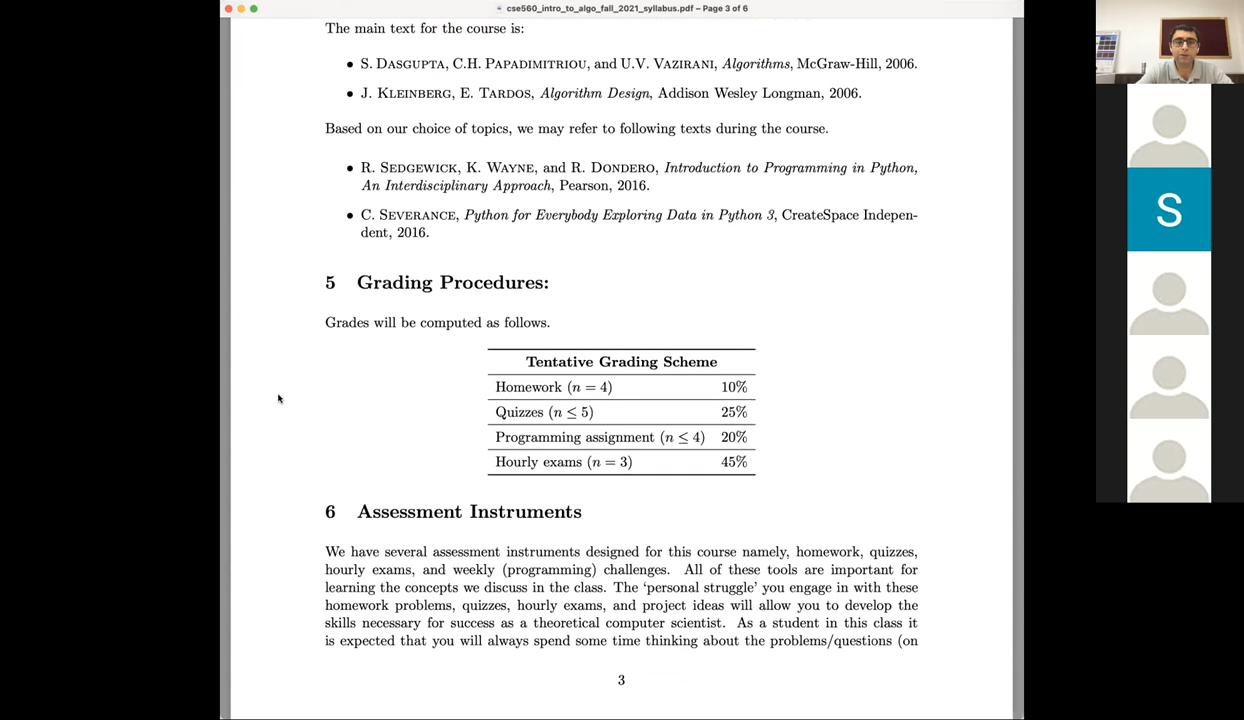 cse560_intro_to_algo_fall_2021_syllabus.pdf – Page 3 of 6
The main text for the course is:
• S. DASGUPTA, C.H. PAPADIMITRIOU, and U.V. VAZIRANI, Algorithms, McGraw-Hill, 2006.
• J. KLEINBERG, E. TARDOS, Algorithm Design, Addison Wesley Longman, 2006.
Based on our choice of topics, we may refer to following texts during the course.
• R. SEDGEWICK, K. WAYNE, and R. DONDERO, Introduction to Programming in Python,
An Interdisciplinary Approach, Pearson, 2016.
• C. SEVERANCE, Python for Everybody Exploring Data in Python 3, CreateSpace Indepen-
dent, 2016.
S
5 Grading Procedures:
Grades will be computed as follows.
Tentative Grading Scheme
Homework (n = 4) 10%
Quizzes (n ≤ 5) 25%
Programming assignment (n ≤ 4) 20%
Hourly exams (n = 3) 45%
6 Assessment Instruments
We have several assessment instruments designed for this course namely, homework, quizzes,
hourly exams, and weekly (programming) challenges. All of these tools are important for
learning the concepts we discuss in the class. The ‘personal struggle’ you engage in with these
homework problems, quizzes, hourly exams, and project ideas will allow you to develop the
skills necessary for success as a theoretical computer scientist. As a student in this class it
is expected that you will always spend some time thinking about the problems/questions (on
3